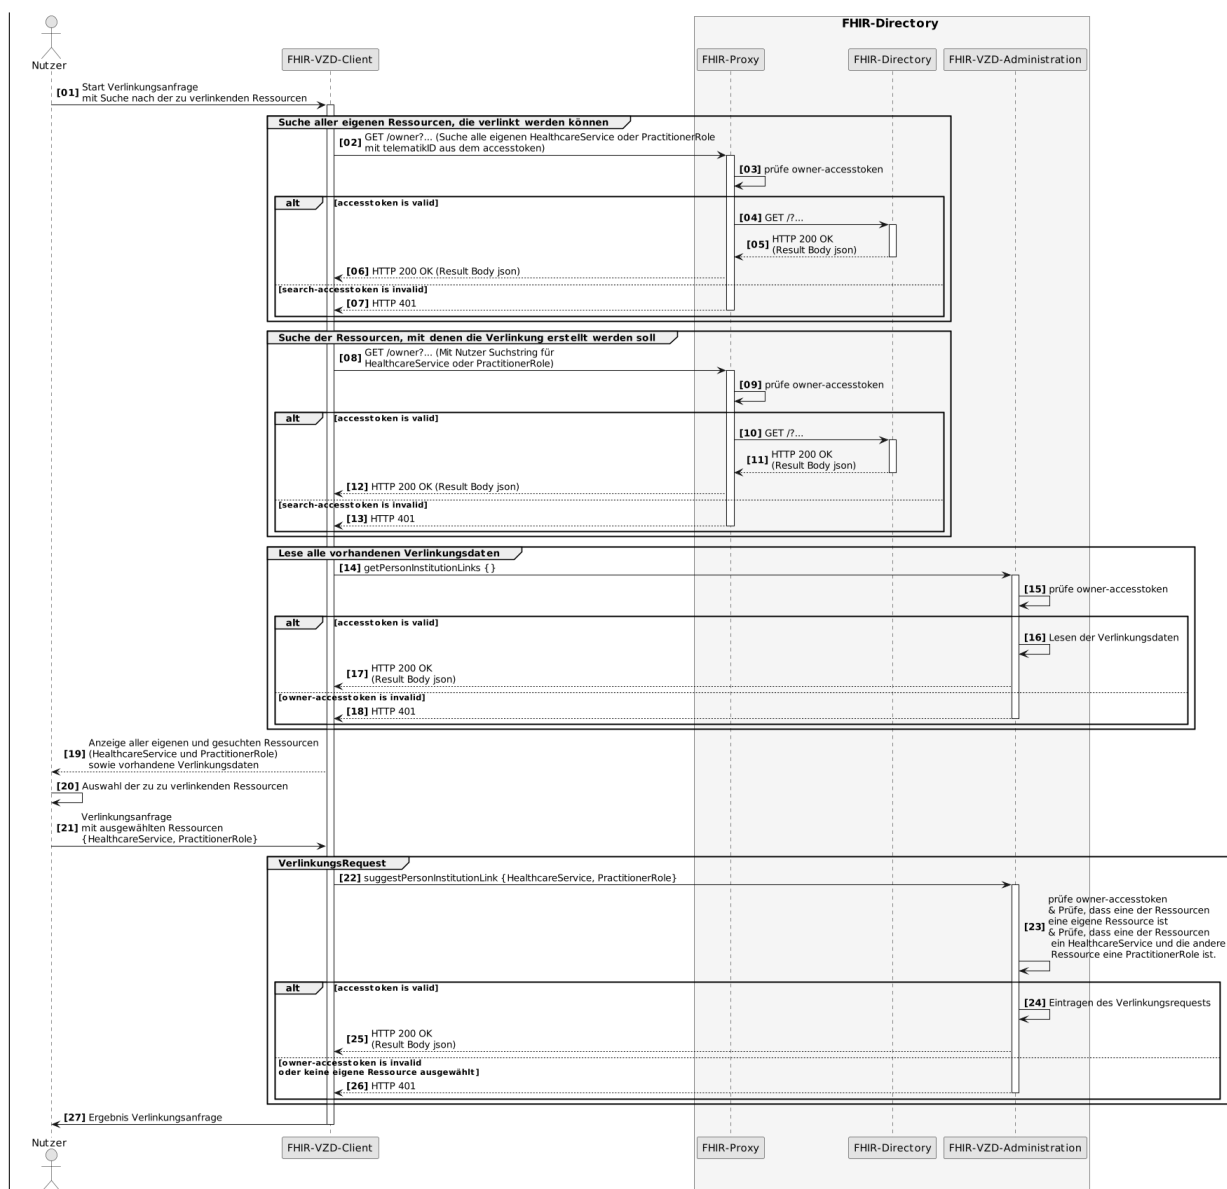 FHIR-Directory
Nutzer
FHIR-VZD-Client
FHIR-Proxy
FHIR-Directory
FHIR-VZD-Administration
[01] Start Verlinkungsanfrage
mit Suche nach der zu verlinkenden Ressourcen
Suche aller eigenen Ressourcen, die verlinkt werden können
[02] GET /owner?... (Suche alle eigenen HealthcareService oder PractitionerRole
mit telematikID aus dem accesstoken)
[03] prüfe owner-accesstoken
alt [accesstoken is valid]
[04] GET /?...
[05] HTTP 200 OK
(Result Body json)
[06] HTTP 200 OK (Result Body json)
[search-accesstoken is invalid]
[07] HTTP 401
Suche der Ressourcen, mit denen die Verlinkung erstellt werden soll
[08] GET /owner?... (Mit Nutzer Suchstring für
HealthcareService oder PractitionerRole)
[09] prüfe owner-accesstoken
alt [accesstoken is valid]
[10] GET /?...
[11] HTTP 200 OK
(Result Body json)
[12] HTTP 200 OK (Result Body json)
[search-accesstoken is invalid]
[13] HTTP 401
Lese alle vorhandenen Verlinkungsdaten
[14] getPersonInstitutionLinks {}
[15] prüfe owner-accesstoken
alt [accesstoken is valid]
[16] Lesen der Verlinkungsdaten
[17] HTTP 200 OK
(Result Body json)
[owner-accesstoken is invalid]
[18] HTTP 401
Anzeige aller eigenen und gesuchten Ressourcen
[19] (HealthcareService und PractitionerRole)
sowie vorhandene Verlinkungsdaten
[20] Auswahl der zu zu verlinkenden Ressourcen
Verlinkungsanfrage
[21] mit ausgewählten Ressourcen
{HealthcareService, PractitionerRole}
VerlinkungsRequest
[22] suggestPersonInstitutionLink {HealthcareService, PractitionerRole}
prüfe owner-accesstoken
& Prüfe, dass eine der Ressourcen
eine eigene Ressource ist
[23] & Prüfe, dass eine der Ressourcen
ein HealthcareService und die andere
Ressource eine PractitionerRole ist.
alt [accesstoken is valid]
[24] Eintragen des Verlinkungsrequests
[25] HTTP 200 OK
(Result Body json)
[owner-accesstoken is invalid
oder keine eigene Ressource ausgewählt]
[26] HTTP 401
[27] Ergebnis Verlinkungsanfrage
Nutzer
FHIR-VZD-Client
FHIR-Proxy
FHIR-Directory
FHIR-VZD-Administration